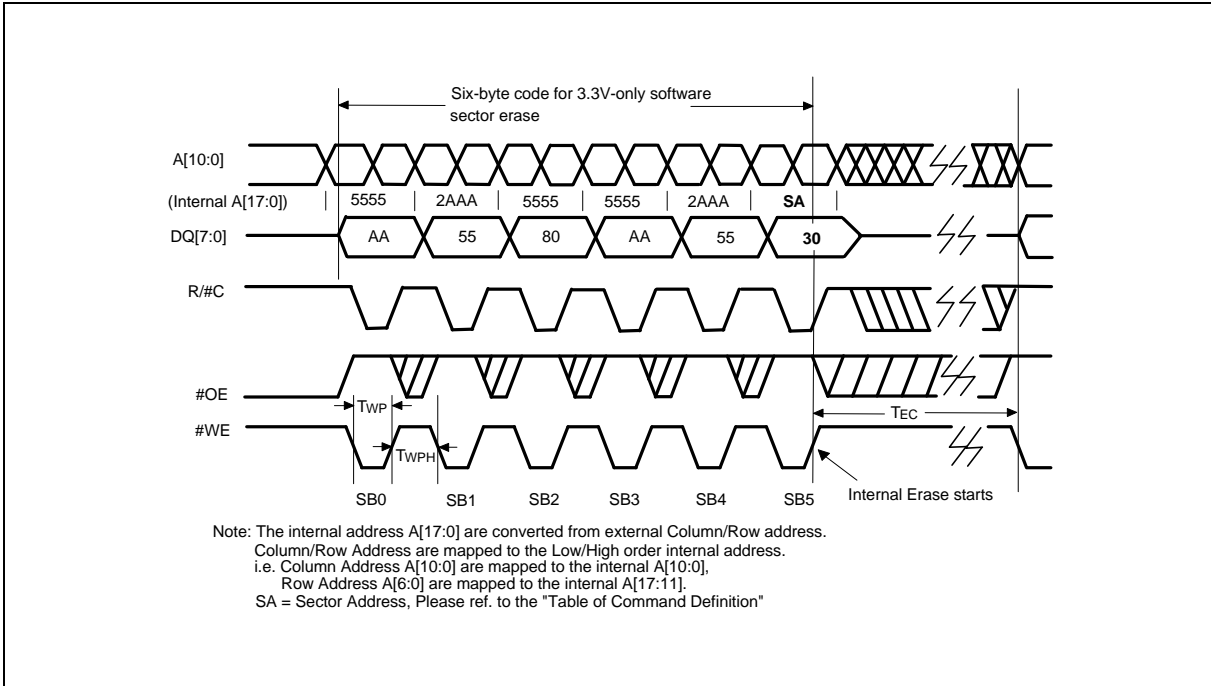 Six-byte code for 3.3V-only software
sector erase
A[10:0]
(Internal A[17:0])
5555 2AAA 5555 5555 2AAA SA
DQ[7:0]
AA 55 80 AA 55 30
R/#C
#OE
TWP
TEC
#WE
TWPH
SB0 SB1 SB2 SB3 SB4 SB5
Internal Erase starts
Note: The internal address A[17:0] are converted from external Column/Row address.
Column/Row Address are mapped to the Low/High order internal address.
i.e. Column Address A[10:0] are mapped to the internal A[10:0],
Row Address A[6:0] are mapped to the internal A[17:11].
SA = Sector Address, Please ref. to the "Table of Command Definition"